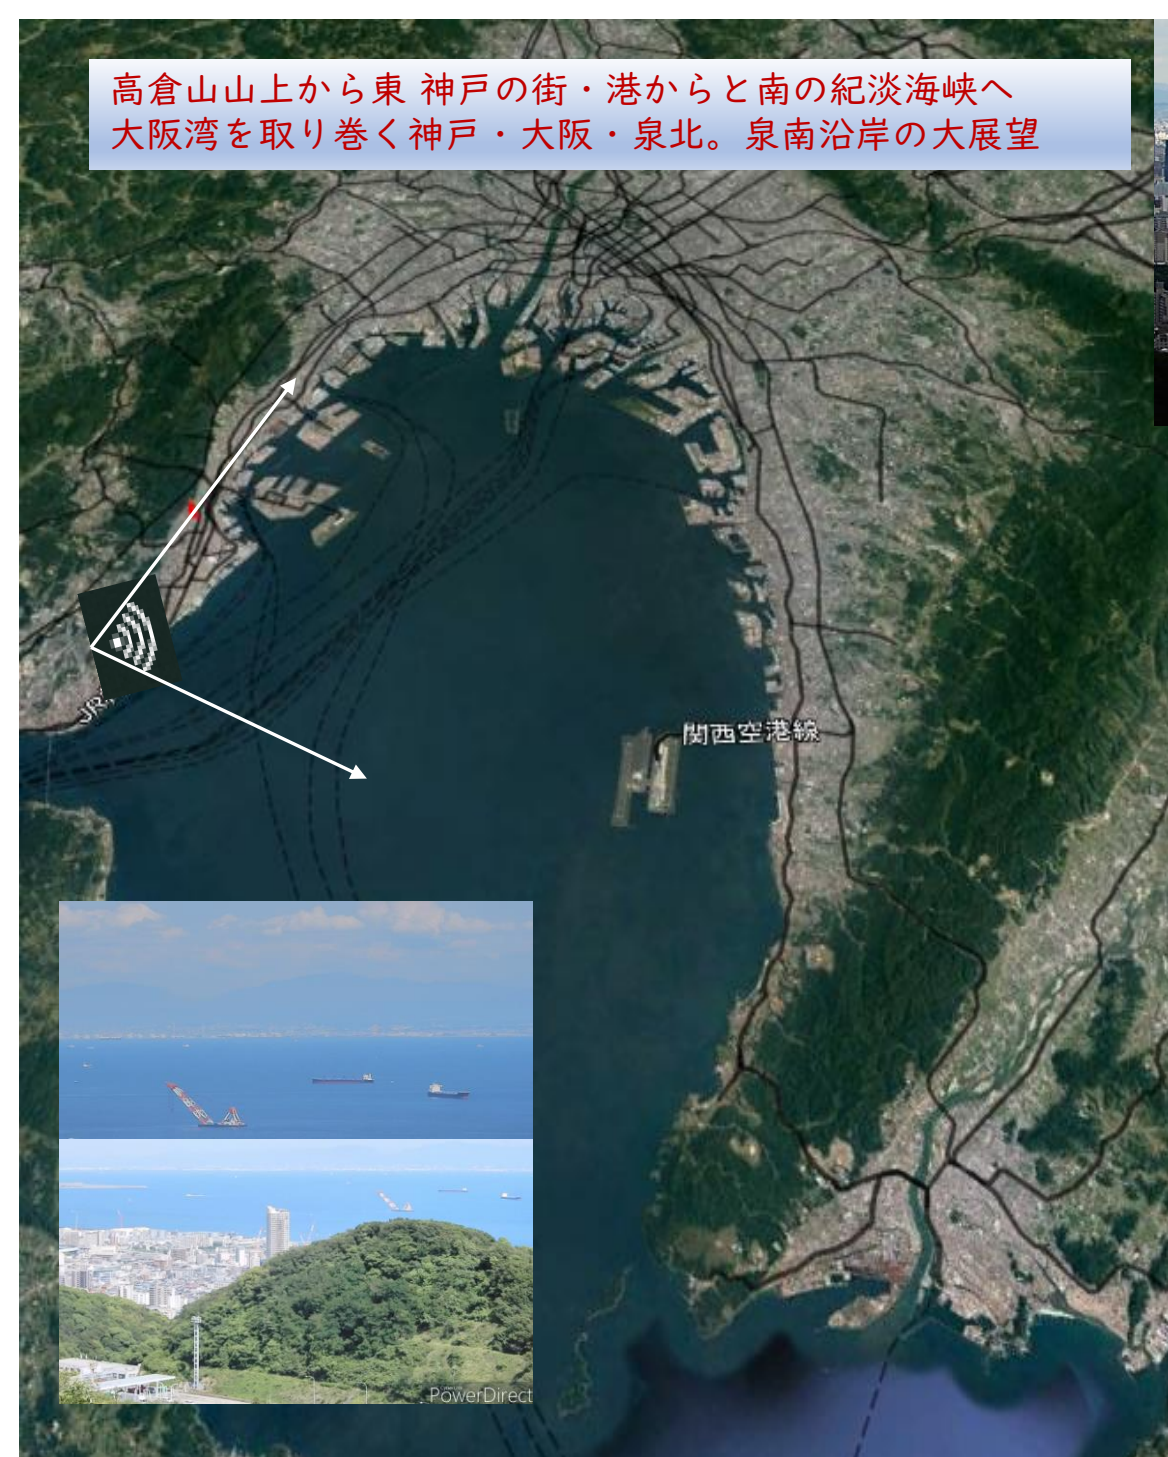 高倉山山上から東 神戸の街・港からと南の紀淡海峡へ
大阪湾を取り巻く神戸・大阪・泉北。泉南沿岸の大展望
JR
関西空港線
PowerDirect